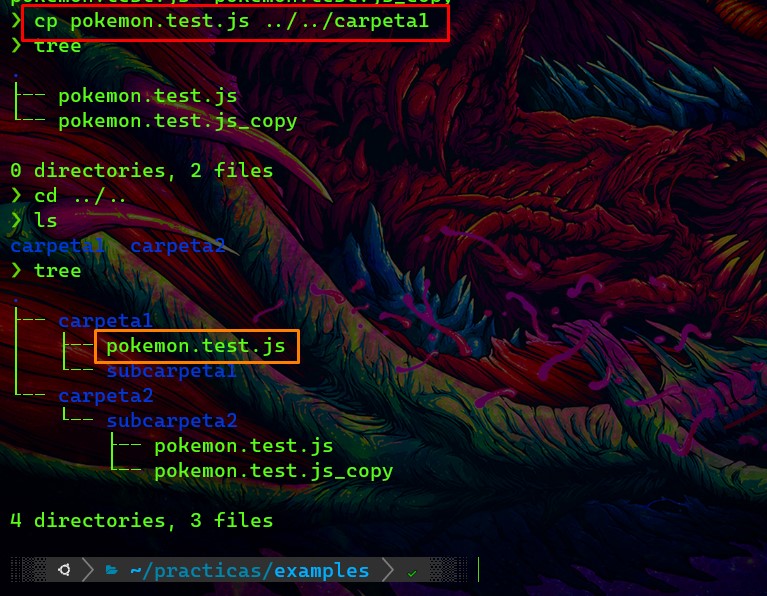 ❯ cp pokemon.test.js ../../carpeta1
❯ tree
.
├── pokemon.test.js
└── pokemon.test.js_copy
0 directories, 2 files
❯ cd ../..
❯ ls
carpeta1  carpeta2
❯ tree
.
├── carpeta1
│   ├── pokemon.test.js
│   └── subcarpeta1
└── carpeta2
    └── subcarpeta2
        ├── pokemon.test.js
        └── pokemon.test.js_copy
4 directories, 3 files
~/practicas/examples